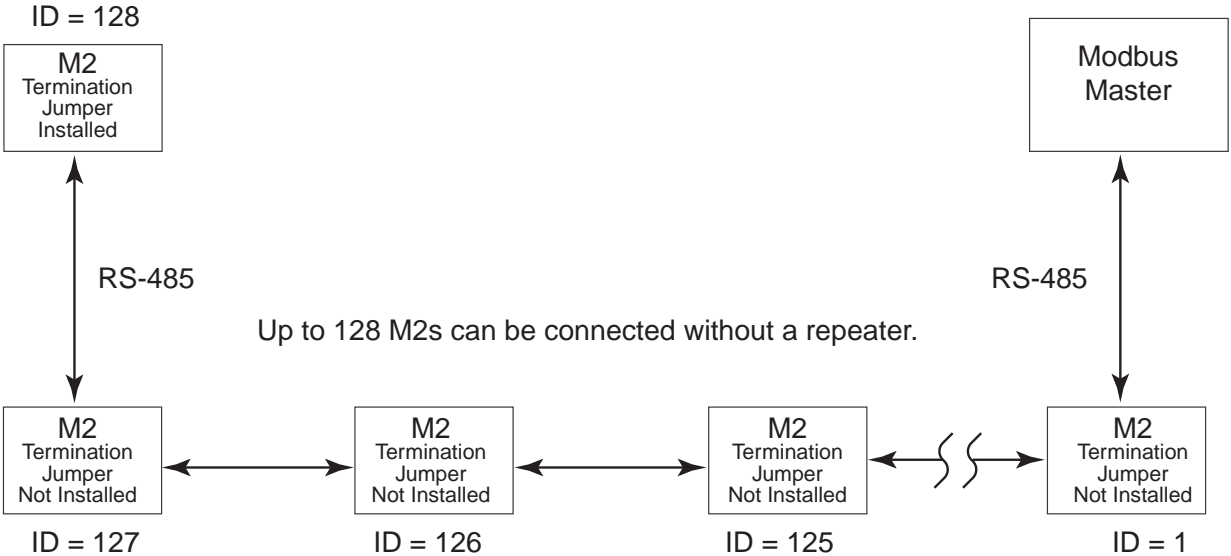 ID = 128
M2
Termination
Jumper
Installed
Modbus
Master
RS-485
RS-485
Up to 128 M2s can be connected without a repeater.
M2
Termination
Jumper
Not Installed
M2
Termination
Jumper
Not Installed
M2
Termination
Jumper
Not Installed
M2
Termination
Jumper
Not Installed
ID = 127
ID = 126
ID = 125
ID = 1